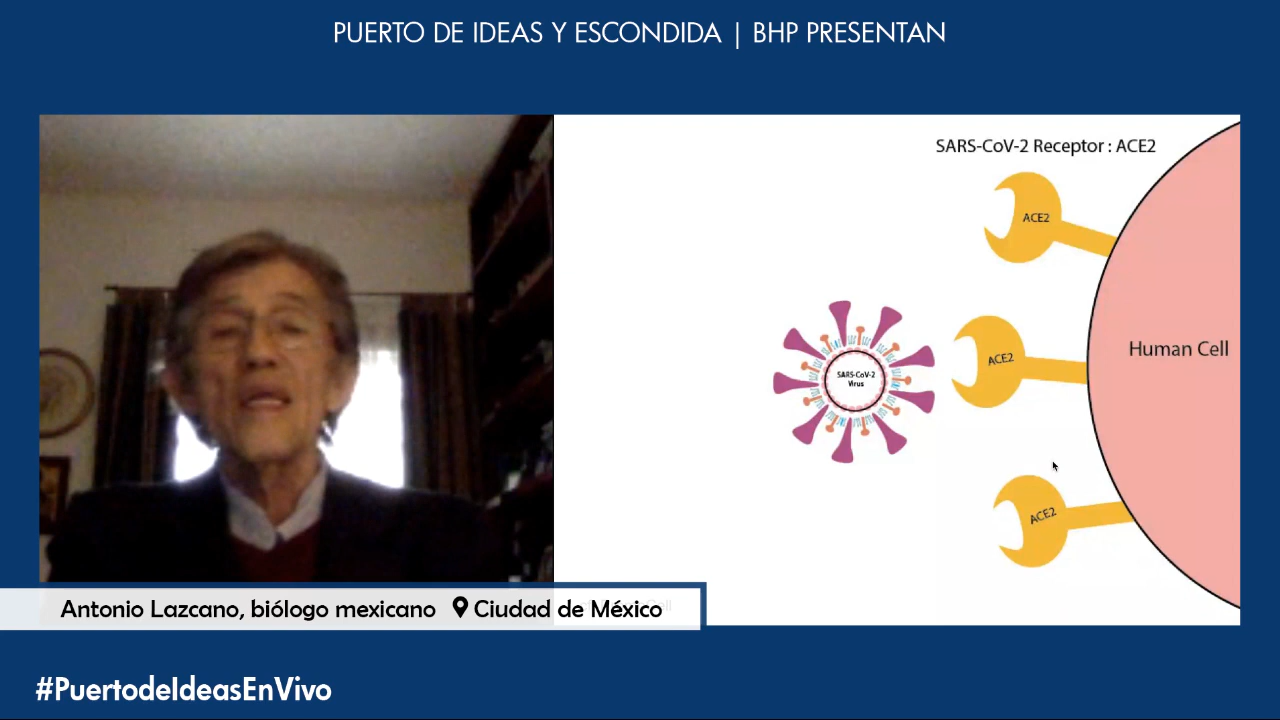 PUERTO DE IDEAS Y ESCONDIDA | BHP PRESENTAN
SARS-CoV-2 Receptor : ACE2
ACE2
ACE2
SARS-CoV-2
Virus
Human Cell
ACE2
Antonio Lazcano, biólogo mexicano Ciudad de México
#PuertodeIdeasEnVivo